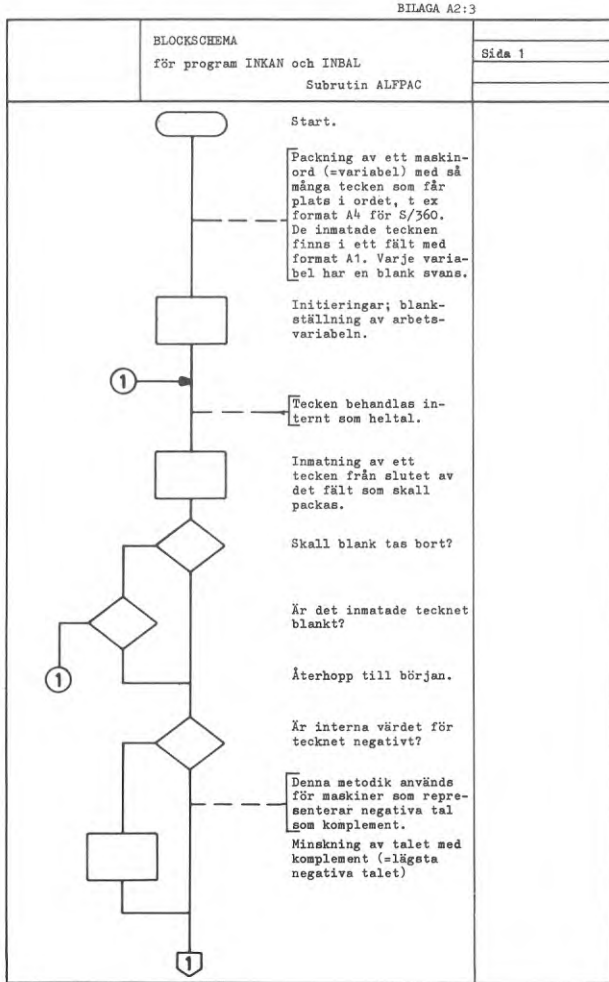 BILAGA A2:3
BLOCKSCHEMA
för program INKAN och INBAL
Subrutin ALFPAC
Sida 1
Start.
Packning av ett maskin-
ord (=variabel) med så
många tecken som får
plats i ordet, t ex
format A4 för S/360.
De inmatade tecknen
finns i ett fält med
format A1. Varje varia-
bel har en blank svans.
Initieringar; blank-
ställning av arbets-
variabeln.
1
Tecken behandlas in-
ternt som heltal.
Inmatning av ett
tecken från slutet av
det fält som skall
packas.
Skall blank tas bort?
Är det inmatade tecknet
blankt?
1
Återhopp till början.
Är interna värdet för
tecknet negativt?
Denna metodik används
för maskiner som repre-
senterar negativa tal
som komplement.
Minskning av talet med
komplement (=lägsta
negativa talet)
1